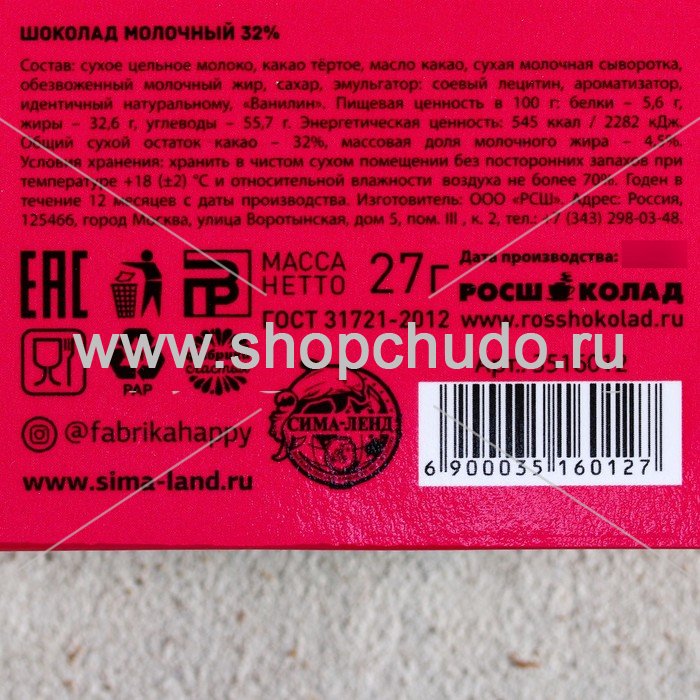 ШОКОЛАД МОЛОЧНЫЙ 32%
Состав: сухое цельное молоко, какао тёртое, масло какао, сухая молочная сыворотка,
обезвоженный молочный жир, сахар, эмульгатор: соевый лецитин, ароматизатор,
идентичный натуральному, «Ванилин». Пищевая ценность в 100 г: белки – 5,6 г,
жиры – 32,6 г, углеводы – 55,7 г. Энергетическая ценность: 545 ккал / 2282 кДж.
Общий сухой остаток какао – 32%, массовая доля молочного жира – 4,5%.
Условия хранения: хранить в чистом сухом помещении без посторонних запахов при
температуре +18 (±2) °C и относительной влажности воздуха не более 70%. Годен в
течение 12 месяцев с даты производства. Изготовитель: ООО «РСШ». Адрес: Россия,
125466, город Москва, улица Воротынская, дом 5, пом. III , к. 2, тел.: +7 (343) 298-03-48.
EAC
МАССА
НЕТТО 27г
ГОСТ 31721-2012
Дата производства:
РОСШОКОЛАД
www.rosshokolad.ru
Арт. 3516012
www.shopchudo.ru
PAP
@fabrikahappy
СИМА-ЛЕНД
www.sima-land.ru
6 900035 160127